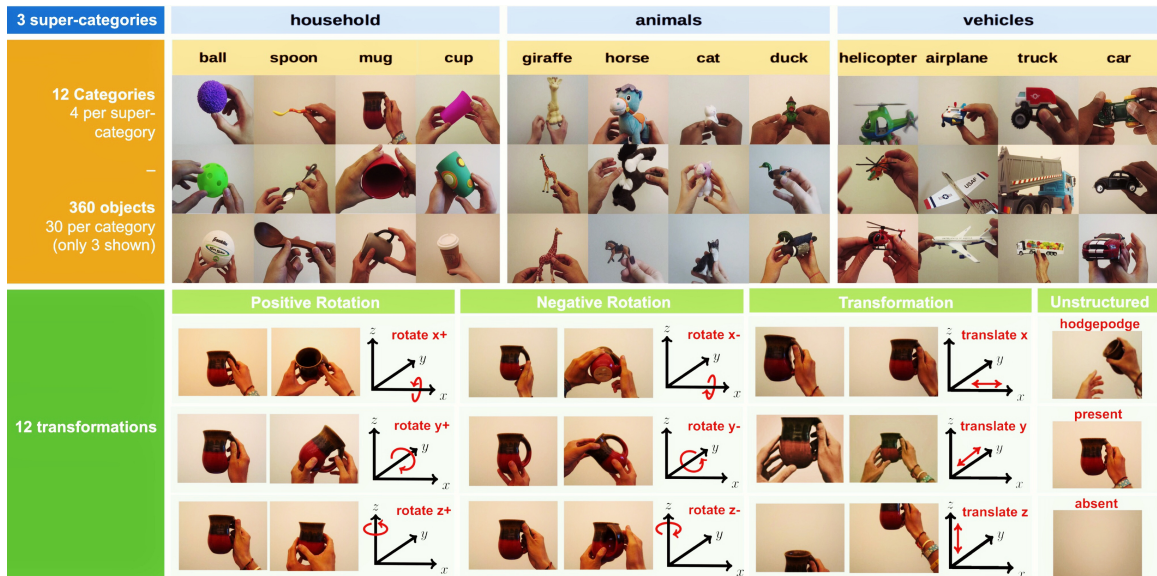 3 super-categories
household
animals
vehicles
12 Categories
4 per super-
category
–
360 objects
30 per category
(only 3 shown)
ball
spoon
mug
cup
giraffe
horse
cat
duck
helicopter
airplane
truck
car
USAF
12 transformations
Positive Rotation
Negative Rotation
Transformation
Unstructured
rotate x+
z
y
x
rotate x-
z
y
x
translate x
z
y
x
hodgepodge
rotate y+
z
y
x
rotate y-
z
y
x
translate y
z
y
x
present
rotate z+
z
y
x
rotate z-
z
y
x
translate z
z
y
x
absent